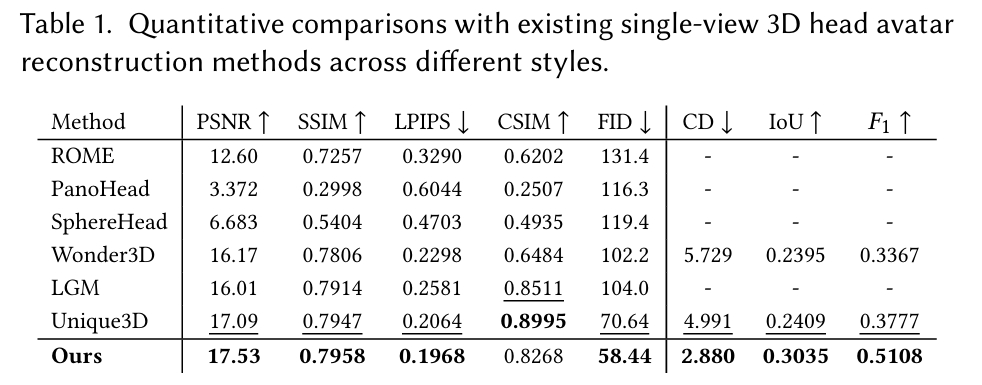 Table 1. Quantitative comparisons with existing single-view 3D head avatar
reconstruction methods across different styles.
Method PSNR ↑ SSIM ↑ LPIPS ↓ CSIM ↑ FID ↓ CD ↓ IoU ↑ F1 ↑
ROME 12.60 0.7257 0.3290 0.6202 131.4 - - -
PanoHead 3.372 0.2998 0.6044 0.2507 116.3 - - -
SphereHead 6.683 0.5404 0.4703 0.4935 119.4 - - -
Wonder3D 16.17 0.7806 0.2298 0.6484 102.2 5.729 0.2395 0.3367
LGM 16.01 0.7914 0.2581 0.8511 104.0 - - -
Unique3D 17.09 0.7947 0.2064 0.8995 70.64 4.991 0.2409 0.3777
Ours 17.53 0.7958 0.1968 0.8268 58.44 2.880 0.3035 0.5108